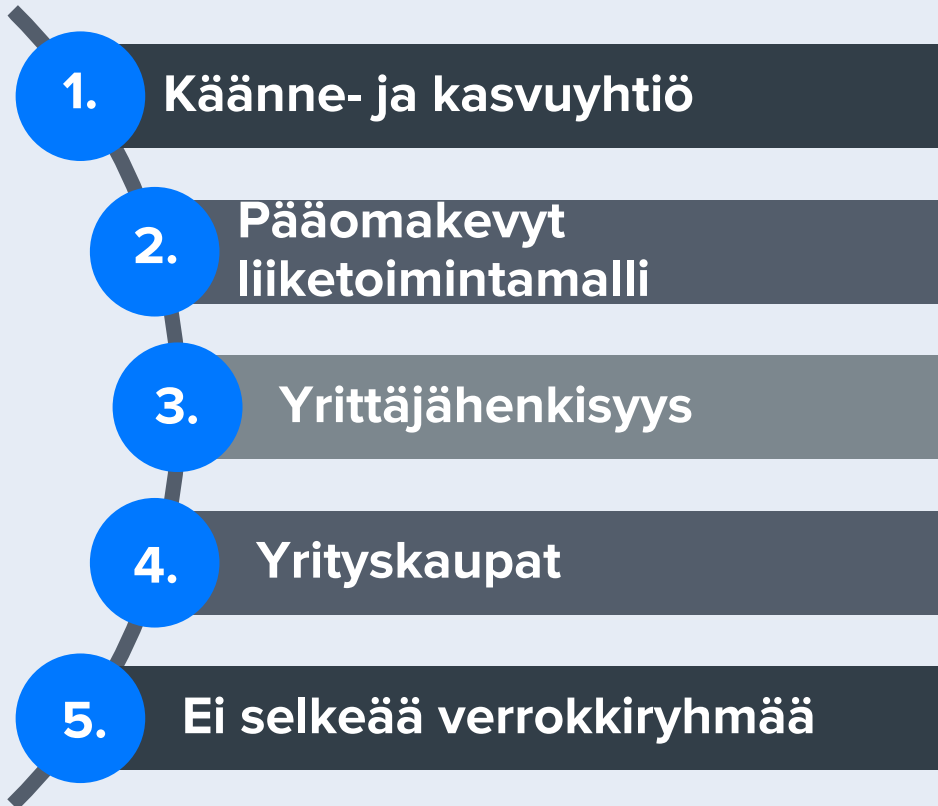 1. Käänne- ja kasvuyhtiö
2. Pääomakevyt
liiketoimintamalli
3. Yrittäjähenkisyys
4. Yrityskaupat
5. Ei selkeää verrokkiryhmää